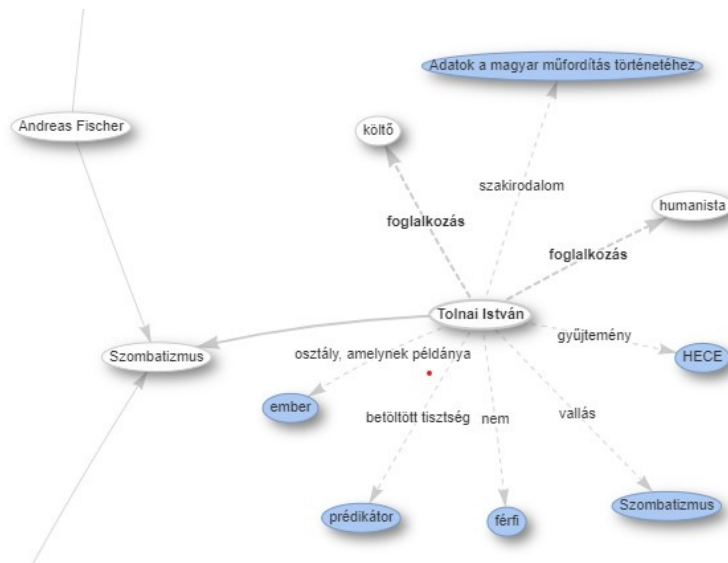 Adatok a magyar műfordítás történetéhez
Andreas Fischer
költő
szakirodalom
humanista
foglalkozás
foglalkozás
Tolnai István
gyűjtemény
Szombatizmus
osztály, amelynek példánya
HECE
ember
betöltött tisztség
nem
vallás
Szombatizmus
prédikátor
férfi